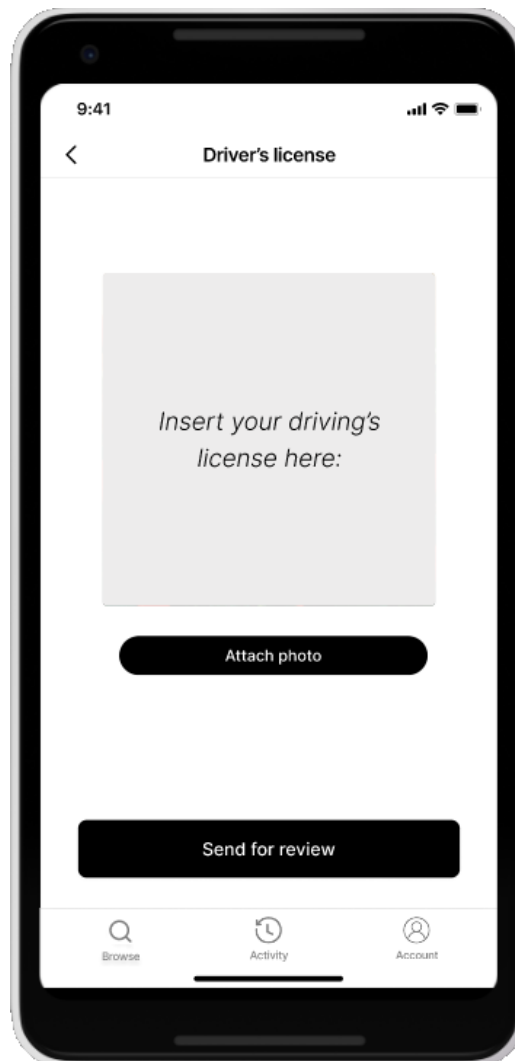 9:41
Driver's license
Insert your driving's
license here:
Attach photo
Send for review
Browse
Activity
Account